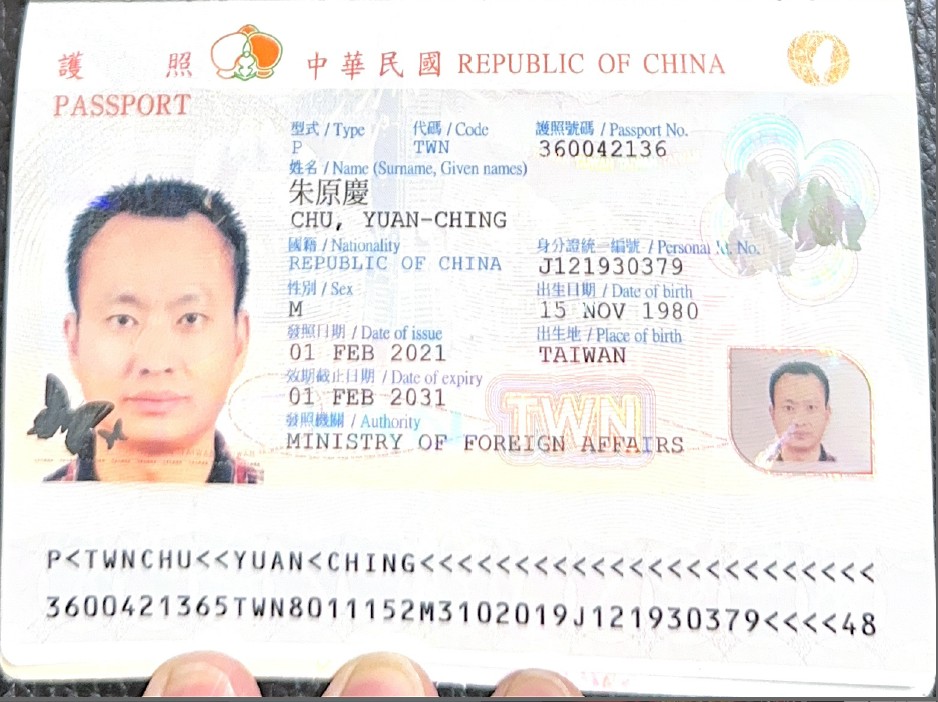 護照 中華民國 REPUBLIC OF CHINA
PASSPORT
型式 / Type 代碼 / Code 護照號碼 / Passport No.
P TWN 360042136
姓名 / Name (Surname, Given names)
朱原慶
CHU, YUAN-CHING
國籍 / Nationality 身分證統一編號 / Personal Id. No.
REPUBLIC OF CHINA J121930379
性別 / Sex 出生日期 / Date of birth
M 15 NOV 1980
發照日期 / Date of issue 出生地 / Place of birth
01 FEB 2021 TAIWAN
效期截止日期 / Date of expiry
01 FEB 2031
發照機關 / Authority
TWN
MINISTRY OF FOREIGN AFFAIRS
P<TWNCHU<<YUAN<CHING<<<<<<<<<<<<<<<<<<<<<<<<
3600421365TWN8011152M3102019J121930379<<<<48